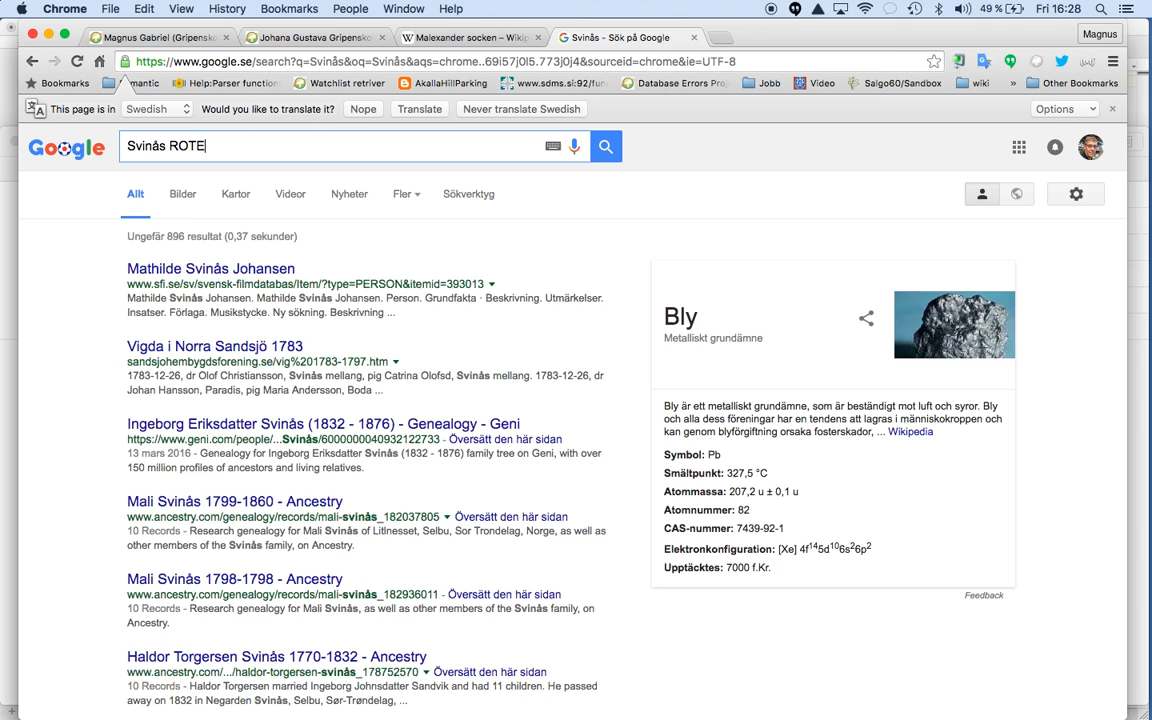 Chrome File Edit View History Bookmarks People Window Help 49 % Fri 16:28
Magnus Gabriel (Gripensko Johana Gustava Gripensko Malexander socken – Wikip Svinås - Sök på Google Magnus
https://www.google.se/search?q=Svinås&oq=Svinås&aqs=chrome..69i57j0l5.773j0j4&sourceid=chrome&ie=UTF-8
Bookmarks mantic Help:Parser function Watchlist retriver AkallaHillParking www.sdms.si:92/fun Database Errors Pro Jobb Video Salgo60/Sandbox wiki » Other Bookmarks
This page is in Swedish Would you like to translate it? Nope Translate Never translate Swedish Options
Google Svinås ROTE
Allt Bilder Kartor Videor Nyheter Fler Sökverktyg
Ungefär 896 resultat (0,37 sekunder)
Mathilde Svinås Johansen
www.sfi.se/sv/svensk-filmdatabas/Item/?type=PERSON&itemid=393013
Mathilde Svinås Johansen. Mathilde Svinås Johansen. Person. Grundfakta · Beskrivning. Utmärkelser.
Insatser. Förlaga. Musikstycke. Ny sökning. Beskrivning ...
Vigda i Norra Sandsjö 1783
sandsjohembygdsforening.se/vig%201783-1797.htm
1783-12-26, dr Olof Christiansson, Svinås mellang, pig Catrina Olofsd, Svinås mellang. 1783-12-26, dr
Johan Hansson, Paradis, pig Maria Andersson, Boda ...
Ingeborg Eriksdatter Svinås (1832 - 1876) - Genealogy - Geni
https://www.geni.com/people/...Svinås/6000000040932122733 - Översätt den här sidan
13 mars 2016 - Genealogy for Ingeborg Eriksdatter Svinås (1832 - 1876) family tree on Geni, with over
150 million profiles of ancestors and living relatives.
Mali Svinås 1799-1860 - Ancestry
www.ancestry.com/genealogy/records/mali-svinås_182037805 Översätt den här sidan
10 Records - Research genealogy for Mali Svinås of Litlnesset, Selbu, Sor Trondelag, Norge, as well as
other members of the Svinås family, on Ancestry.
Mali Svinås 1798-1798 - Ancestry
www.ancestry.com/genealogy/records/mali-svinås_182936011 - Översätt den här sidan
10 Records - Research genealogy for Mali Svinås, as well as other members of the Svinås family, on
Ancestry.
Haldor Torgersen Svinås 1770-1832 - Ancestry
www.ancestry.com/.../haldor-torgersen-svinås_178752570 Översätt den här sidan
10 Records - Haldor Torgersen married Ingeborg Johnsdatter Sandvik and had 11 children. He passed
away on 1832 in Negarden Svinås, Selbu, Sør-Trøndelag, ...
Bly
Metalliskt grundämne
Bly är ett metalliskt grundämne, som är beständigt mot luft och syror. Bly
och alla dess föreningar har en tendens att lagras i människokroppen och
kan genom blyförgiftning orsaka fosterskador, ... Wikipedia
Symbol: Pb
Smältpunkt: 327,5 °C
Atommassa: 207,2 u ± 0,1 u
Atomnummer: 82
CAS-nummer: 7439-92-1
Elektronkonfiguration: [Xe] 4f¹⁴5d¹⁰6s²6p²
Upptäcktes: 7000 f.Kr.
Feedback